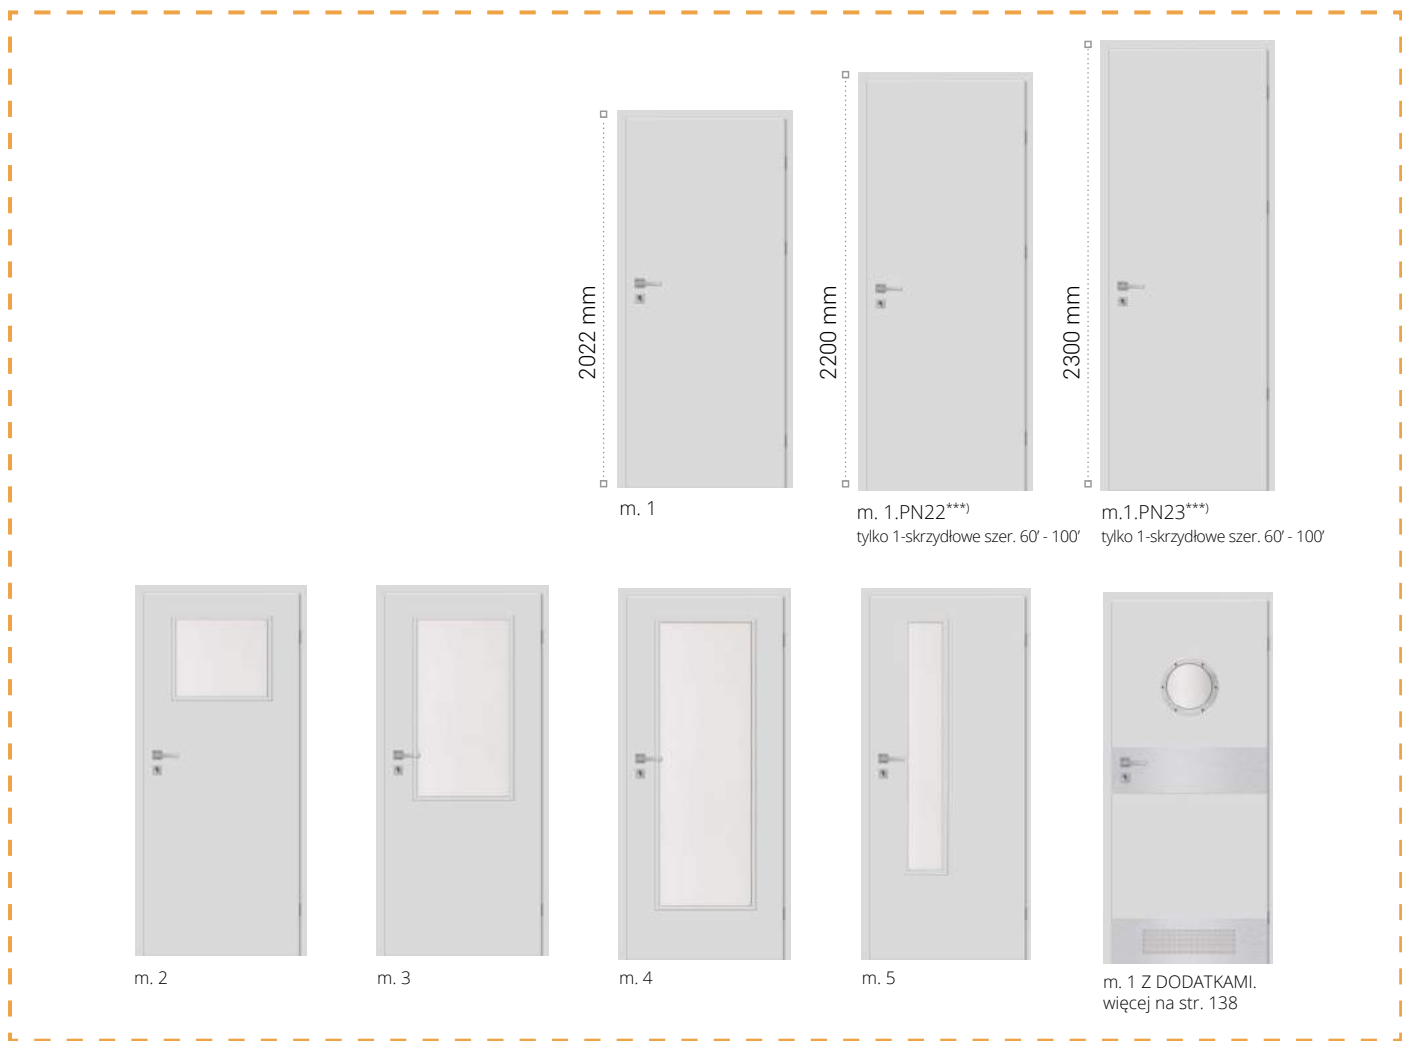 2022 mm
2200 mm
2300 mm
m. 1
m. 1.PN22***)
tylko 1-skrzydłowe szer. 60’ - 100’
m.1.PN23***)
tylko 1-skrzydłowe szer. 60’ - 100’
m. 2
m. 3
m. 4
m. 5
m. 1 Z DODATKAMI.
więcej na str. 138